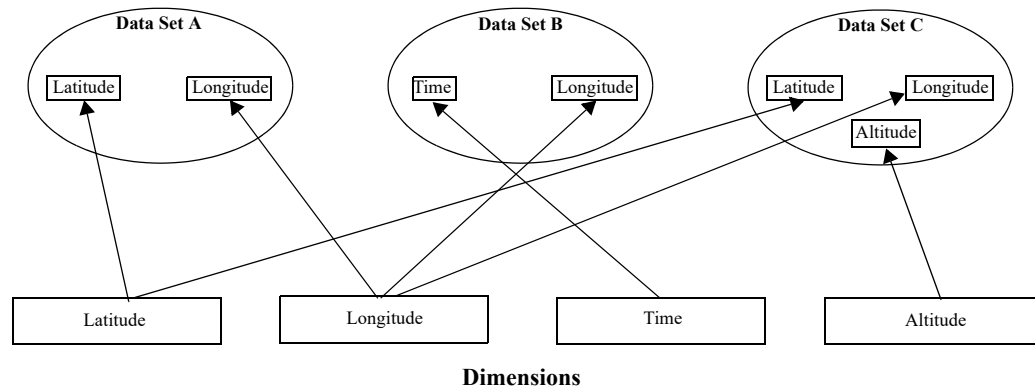 Data Set A
Data Set B
Data Set C
Latitude
Longitude
Time
Longitude
Latitude
Longitude
Altitude
Latitude
Longitude
Time
Altitude
Dimensions